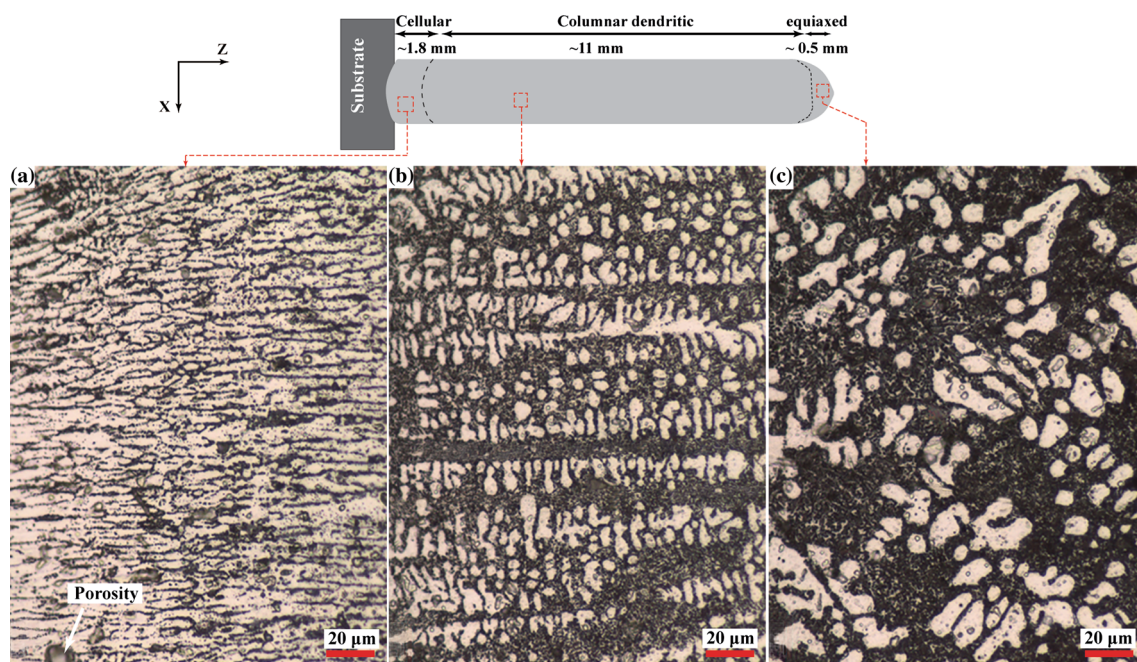 Cellular
Columnar dendritic
equiaxed
~1.8 mm
~11 mm
~ 0.5 mm
Z
X
Substrate
(a)
(b)
(c)
Porosity
20 µm
20 µm
20 µm